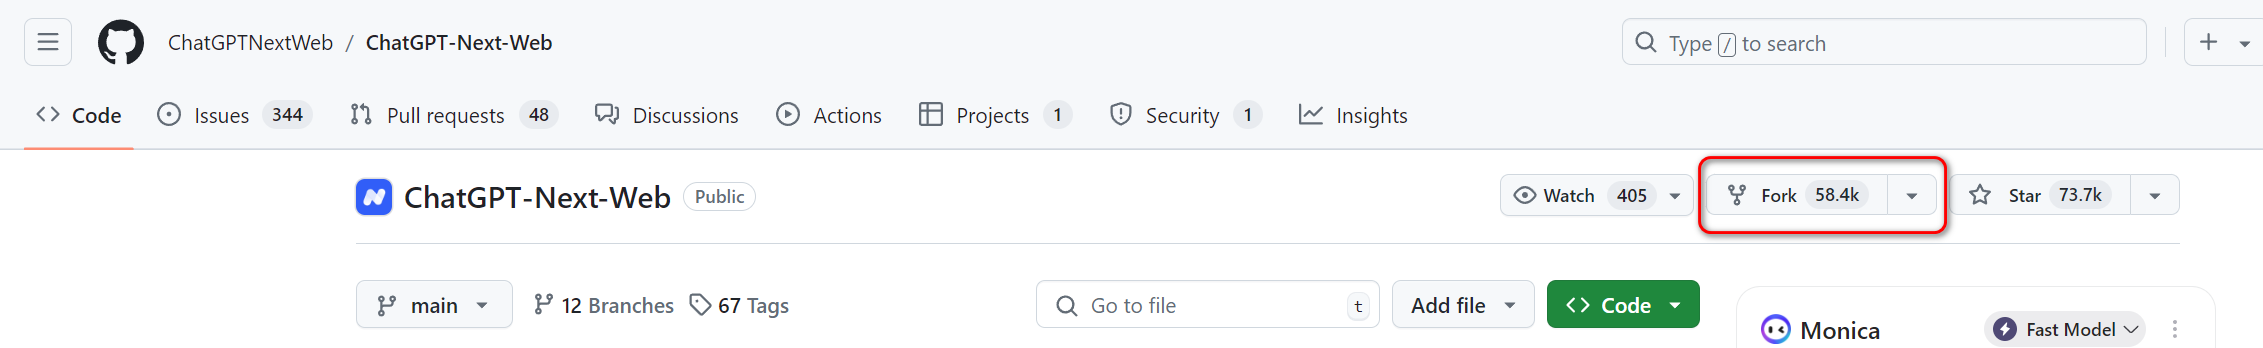 ChatGPTNextWeb / ChatGPT-Next-Web
Type / to search
Code Issues 344 Pull requests 48 Discussions Actions Projects 1 Security 1 Insights
ChatGPT-Next-Web Public Watch 405 Fork 58.4k Star 73.7k
main 12 Branches 67 Tags Go to file t Add file Code
Monica Fast Model